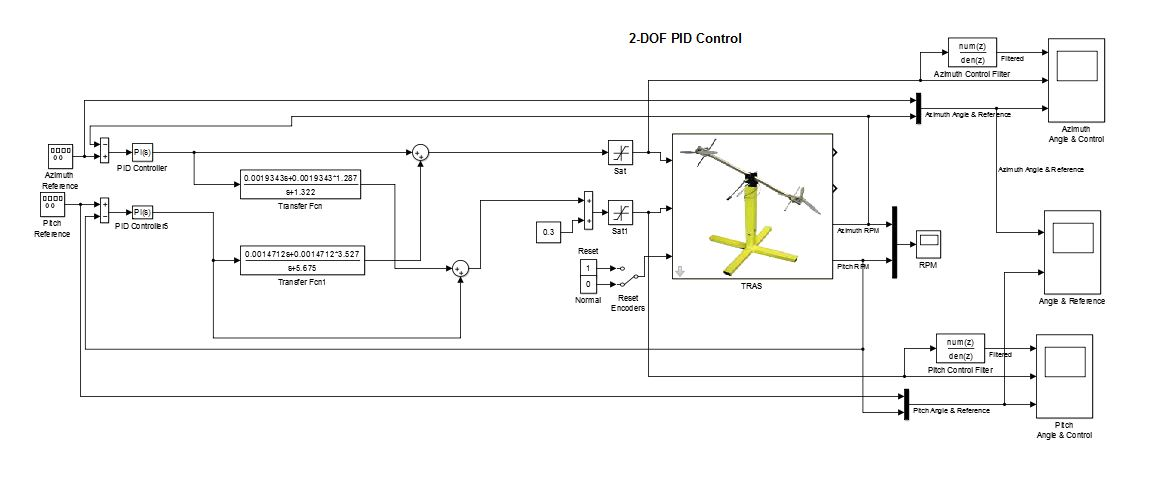 2-DOF PID Control
num(z)
den(z)
Filtered
Azimuth Control Filter
Azimuth Angle & Reference
Azimuth
Angle & Control
Azimuth
Reference
−
+
PI(s)
PID Controller
0.0019343s+0.0019343*1.287
s+1.322
Transfer Fcn
+
+
Sat
Azimuth Angle & Reference
Pitch
Reference
+
−
PI(s)
PID Controller5
0.3
+
+
Sat1
Azimuth RPM
Pitch RPM
RPM
TRAS
0.0014712s+0.0014712*3.527
s+5.675
Transfer Fcn1
+
+
Reset
1
0
Normal
Reset
Encoders
Angle & Reference
num(z)
den(z)
Filtered
Pitch Control Filter
Pitch Angle & Reference
Pitch
Angle & Control